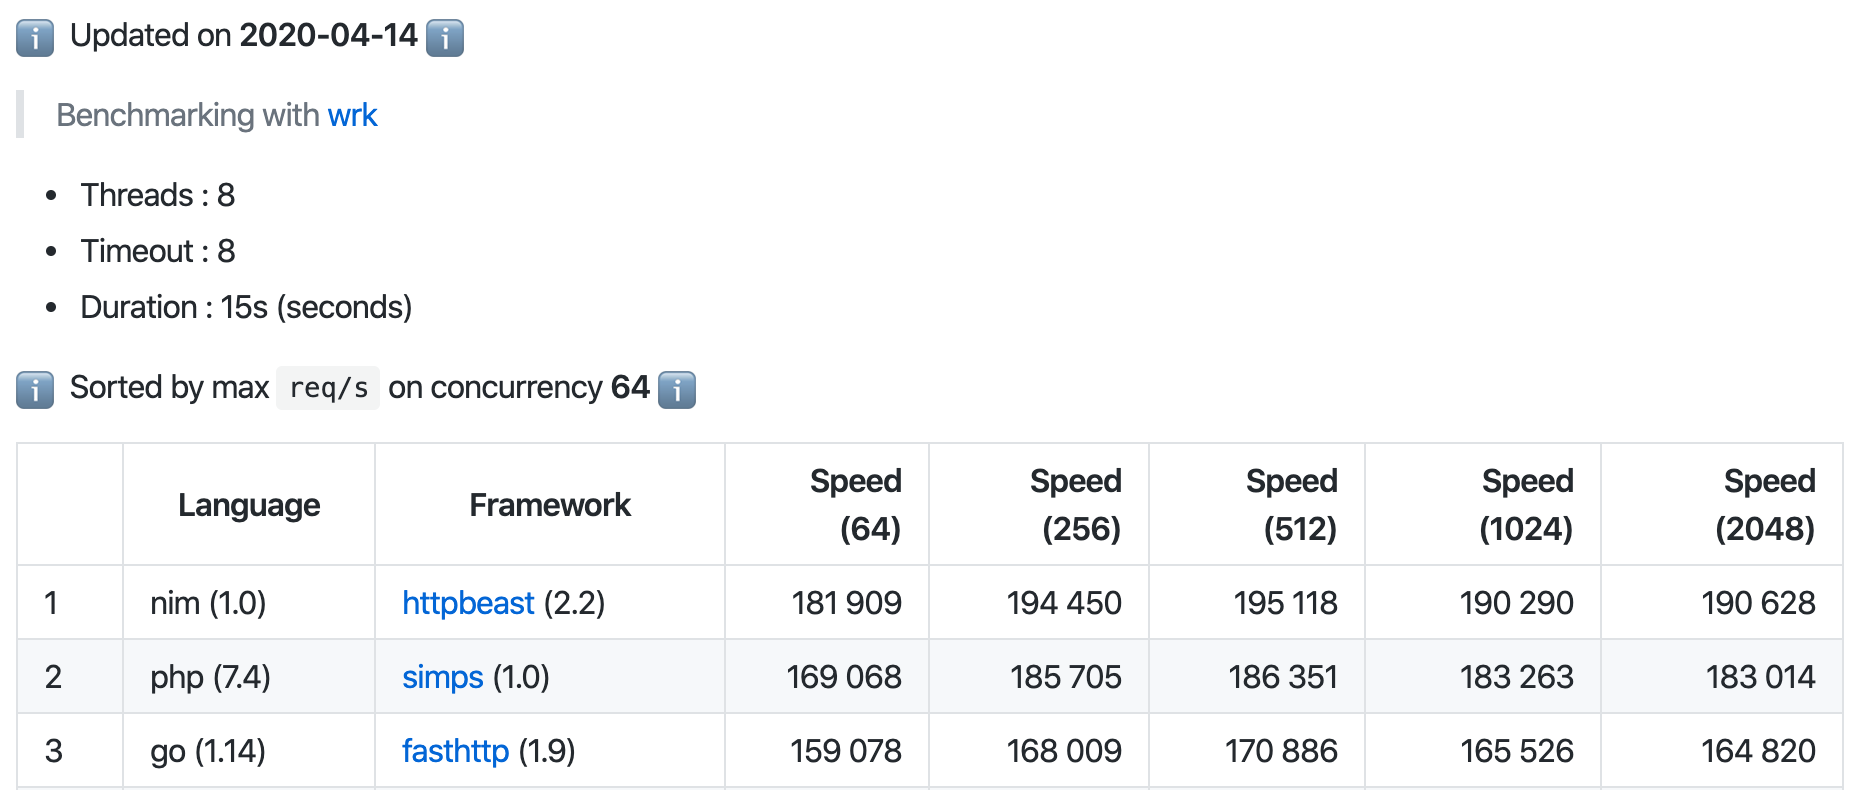 ℹ️ Updated on 2020-04-14 ℹ️
Benchmarking with wrk
• Threads : 8
• Timeout : 8
• Duration : 15s (seconds)
ℹ️ Sorted by max req/s on concurrency 64 ℹ️
Language Framework Speed (64) Speed (256) Speed (512) Speed (1024) Speed (2048)
1 nim (1.0) httpbeast (2.2) 181 909 194 450 195 118 190 290 190 628
2 php (7.4) simps (1.0) 169 068 185 705 186 351 183 263 183 014
3 go (1.14) fasthttp (1.9) 159 078 168 009 170 886 165 526 164 820